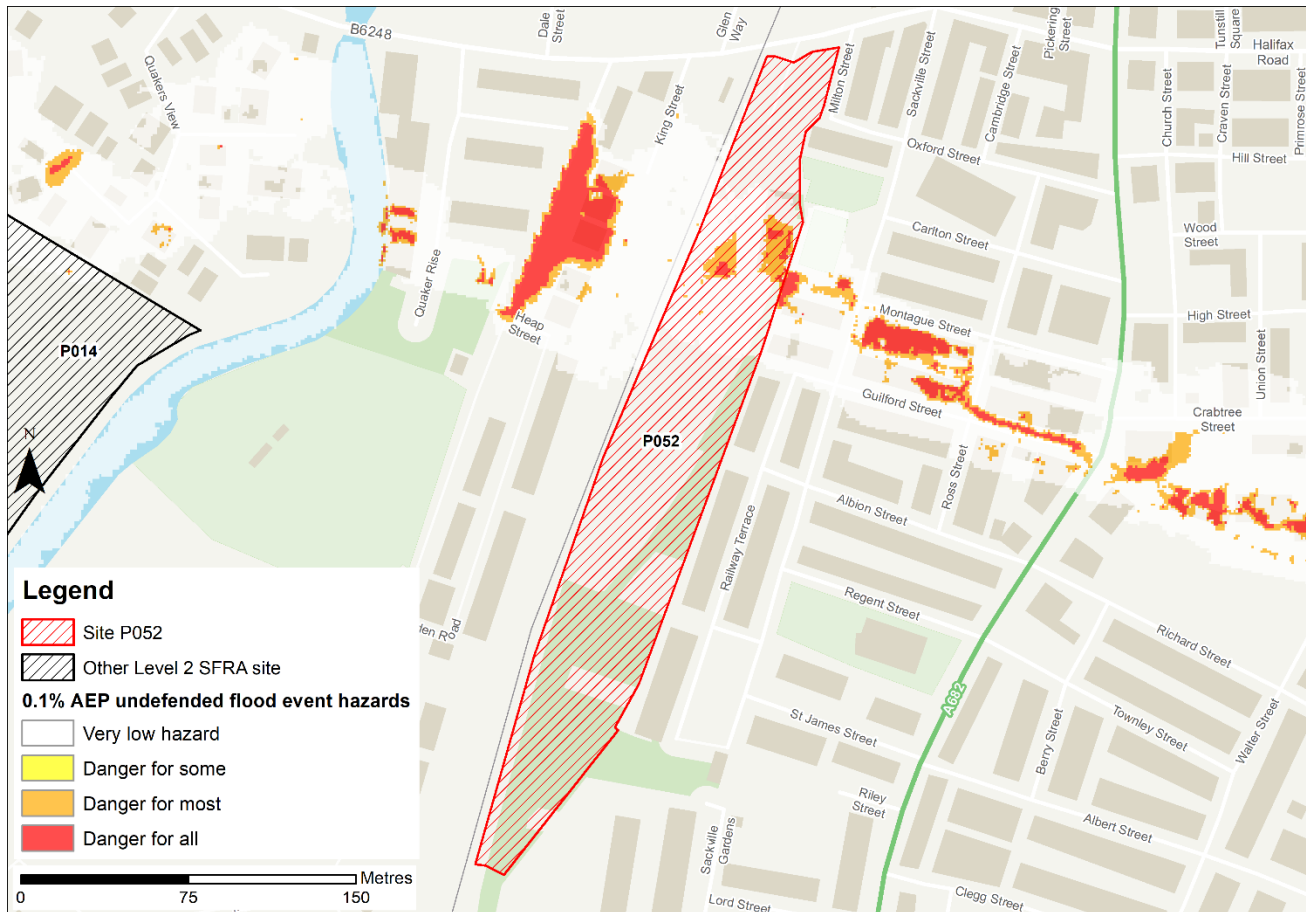 B6248
Dale
Street
Glen
Way
Milton Street
Sackville Street
Cambridge Street
Pickering
Street
Tunstill
Square
Halifax
Road
Church Street
Craven Street
Primrose Street
Quakers View
King Street
Oxford Street
Hill Street
Carlton Street
Wood
Street
Quaker Rise
Heap
Street
Montague Street
High Street
Union Street
P014
N
Guilford Street
Crabtree
Street
P052
Ross Street
Albion Street
Railway Terrace
Regent Street
Richard Street
den Road
A682
Townley Street
Walter Street
St James Street
Berry Street
Riley
Street
Albert Street
Sackville
Gardens
Clegg Street
Lord Street
Legend
Site P052
Other Level 2 SFRA site
0.1% AEP undefended flood event hazards
Very low hazard
Danger for some
Danger for most
Danger for all
Metres
0 75 150